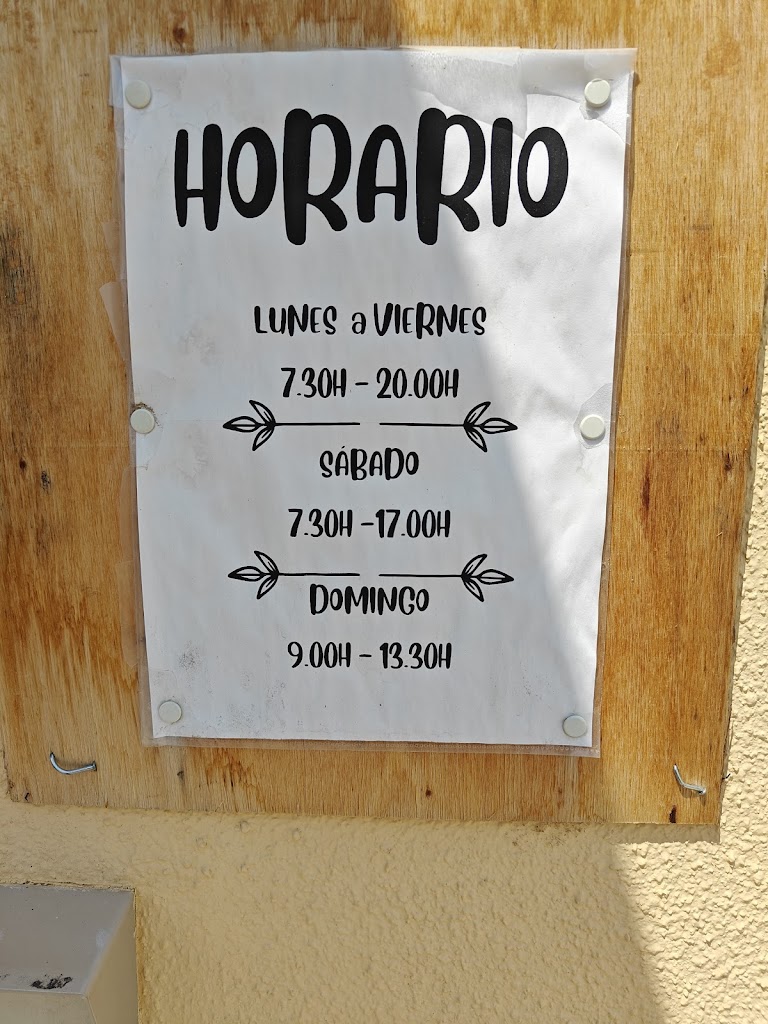 HORARIO
LUNES a VIERNES
7.30H - 20.00H
SÁBADO
7.30H -17.00H
DOMINGO
9.00H - 13.30H